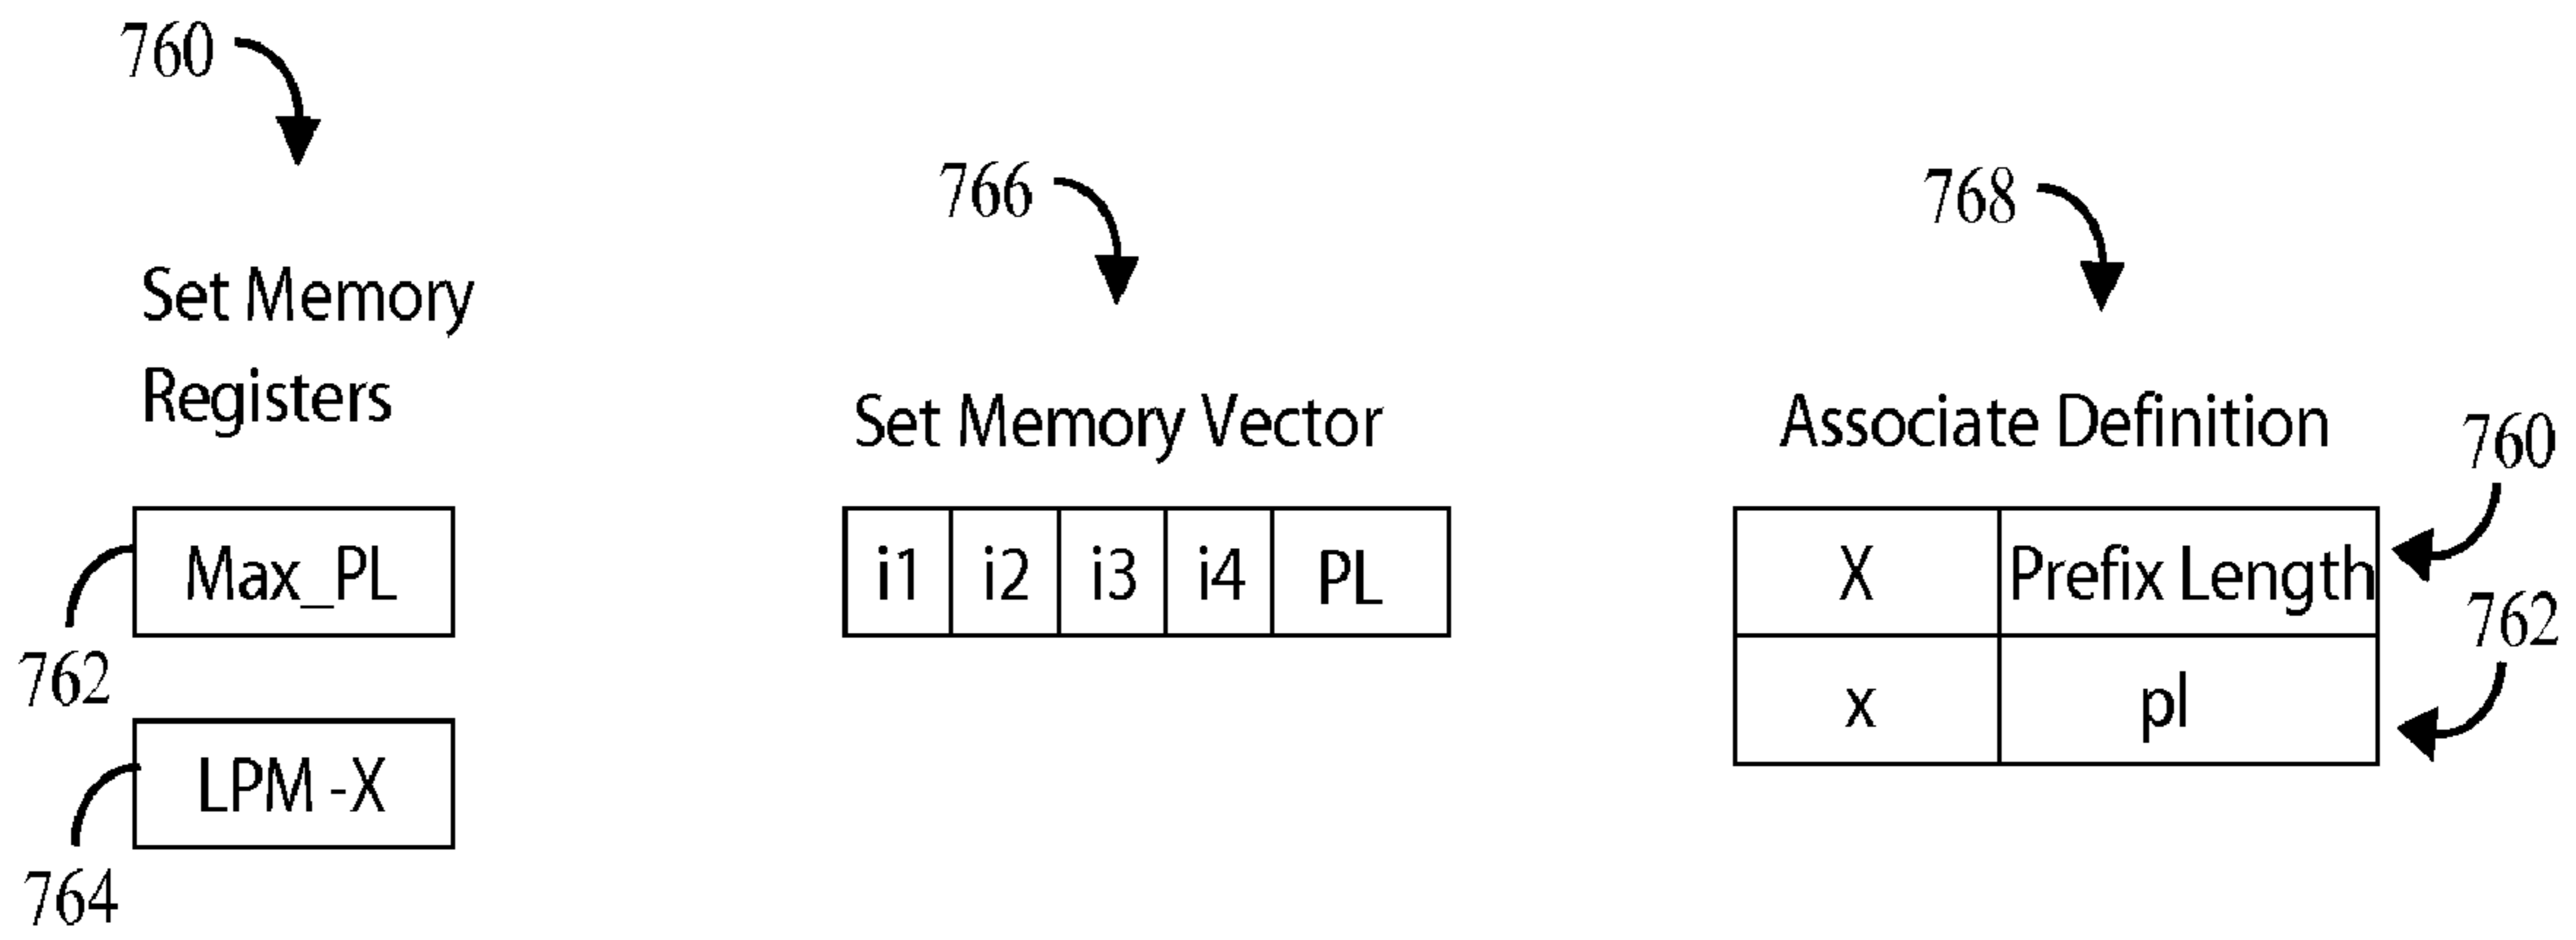 760
766
768
Set Memory
Registers
Set Memory Vector
Associate Definition
760
Max_PL
i1 i2 i3 i4 PL
X Prefix Length
762
762
x pl
LPM -X
764